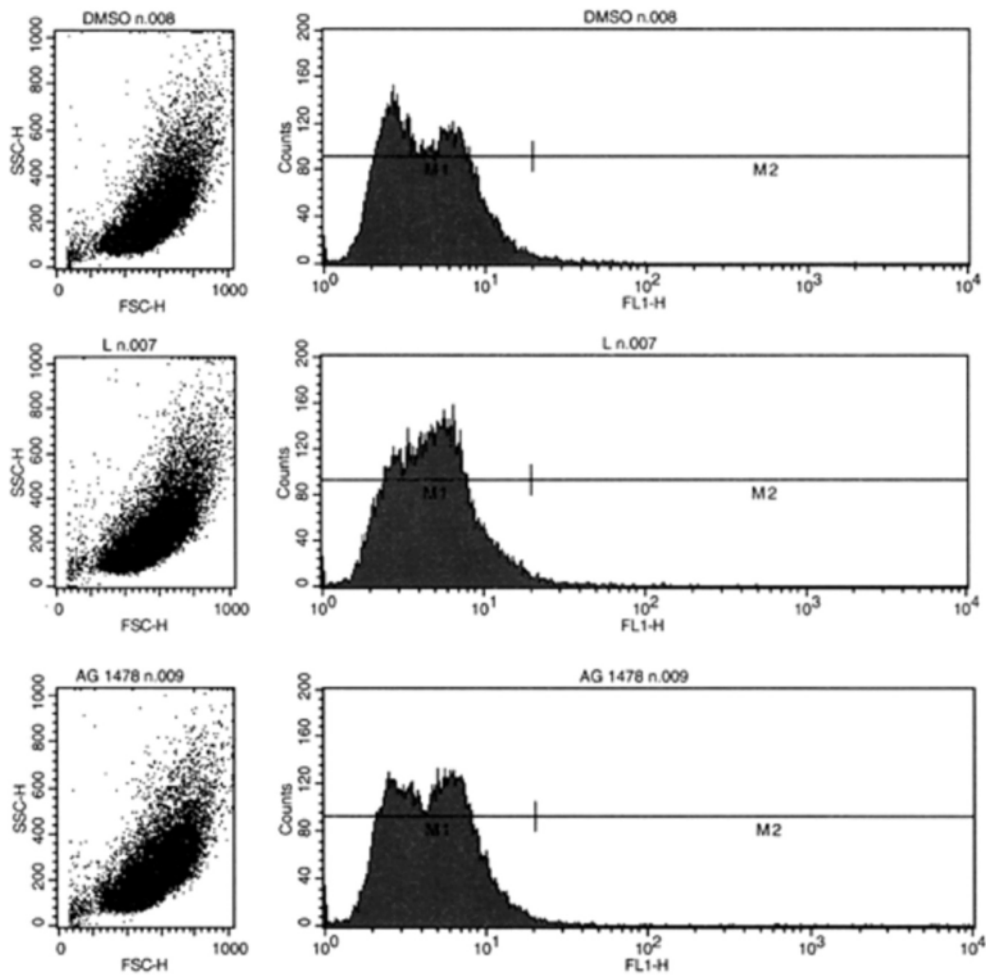 DMSO n.008
DMSO n.008
1000
800
600
400
200
0
SSC-H
0
1000
FSC-H
200
160
120
80
40
0
Counts
M1
M2
10^0
10^1
10^2
10^3
10^4
FL1-H
L n.007
L n.007
1000
800
600
400
200
0
SSC-H
0
1000
FSC-H
200
160
120
80
40
0
Counts
M1
M2
10^0
10^1
10^2
10^3
10^4
FL1-H
AG 1478 n.009
AG 1478 n.009
1000
800
600
400
200
0
SSC-H
0
1000
FSC-H
200
160
120
80
40
0
Counts
M1
M2
10^0
10^1
10^2
10^3
10^4
FL1-H